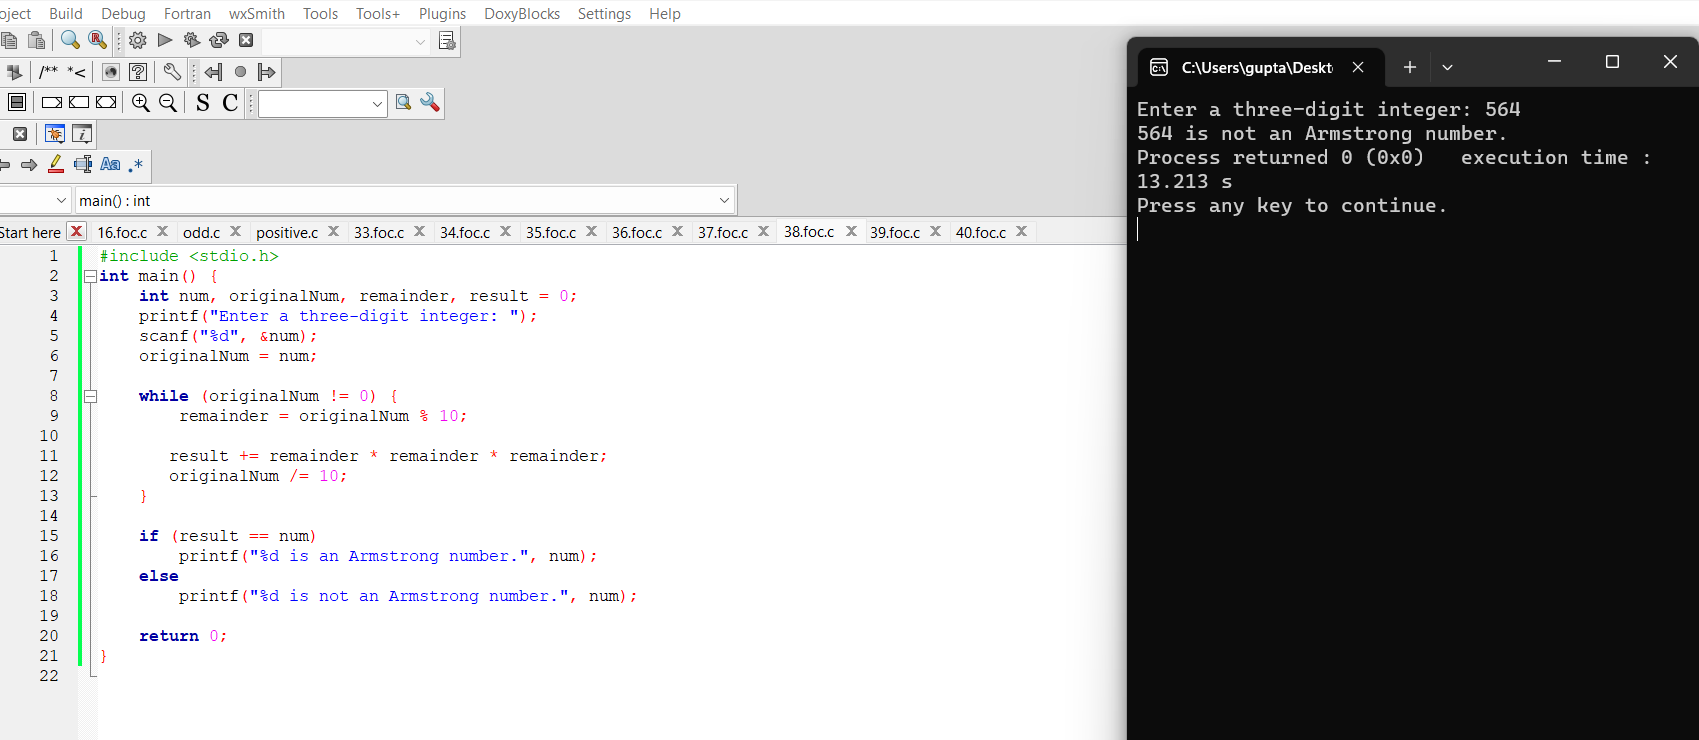 oject Build Debug Fortran wxSmith Tools Tools+ Plugins DoxyBlocks Settings Help
/** *<
S C
Aa .*
main() : int
Start here 16.foc.c odd.c positive.c 33.foc.c 34.foc.c 35.foc.c 36.foc.c 37.foc.c 38.foc.c 39.foc.c 40.foc.c
1 #include <stdio.h>
2 int main() {
3 int num, originalNum, remainder, result = 0;
4 printf("Enter a three-digit integer: ");
5 scanf("%d", &num);
6 originalNum = num;
7
8 while (originalNum != 0) {
9 remainder = originalNum % 10;
10
11 result += remainder * remainder * remainder;
12 originalNum /= 10;
13 }
14
15 if (result == num)
16 printf("%d is an Armstrong number.", num);
17 else
18 printf("%d is not an Armstrong number.", num);
19
20 return 0;
21 }
22
C:\Users\gupta\Deskt
Enter a three-digit integer: 564
564 is not an Armstrong number.
Process returned 0 (0x0)   execution time :
13.213 s
Press any key to continue.